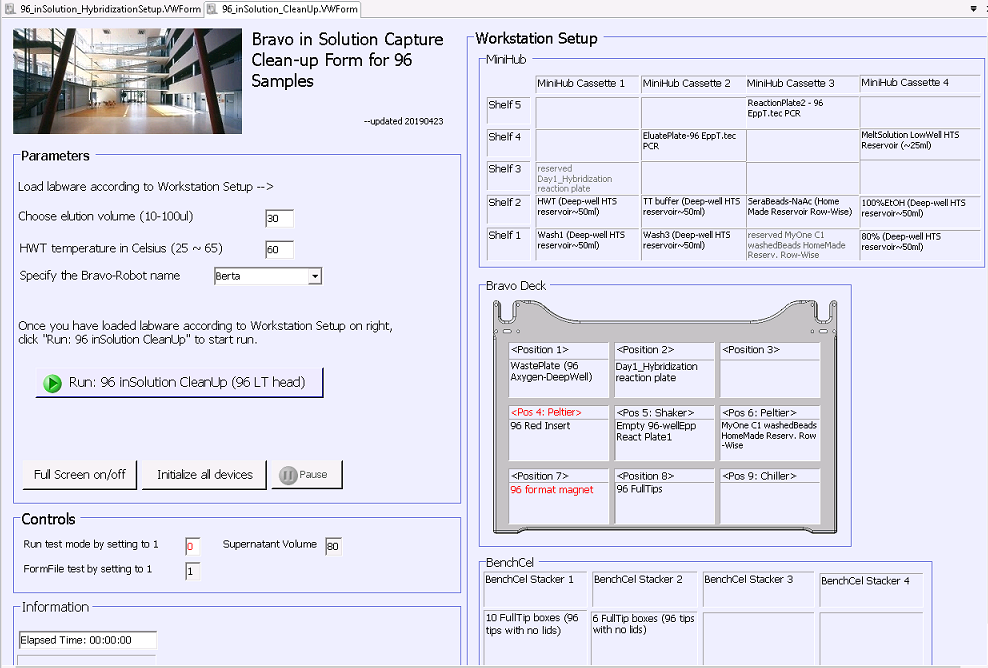 96_inSolution_HybridizationSetup.VWForm
96_inSolution_CleanUp.VWForm
Bravo in Solution Capture
Clean-up Form for 96
Samples
--updated 20190423
Parameters
Load labware according to Workstation Setup -->
Choose elution volume (10-100ul)
30
HWT temperature in Celsius (25 ~ 65)
60
Specify the Bravo-Robot name
Berta
Once you have loaded labware according to Workstation Setup on right,
click "Run: 96 inSolution CleanUp" to start run.
Run: 96 inSolution CleanUp (96 LT head)
Full Screen on/off
Initialize all devices
Pause
Controls
Run test mode by setting to 1
0
Supernatant Volume
80
FormFile test by setting to 1
1
Information
Elapsed Time: 00:00:00
Workstation Setup
MiniHub
MiniHub Cassette 1
MiniHub Cassette 2
MiniHub Cassette 3
MiniHub Cassette 4
Shelf 5
ReactionPlate2 - 96
EppT.tec PCR
Shelf 4
EluatePlate-96 EppT.tec
PCR
MeltSolution LowWell HTS
Reservoir (~25ml)
Shelf 3
reserved
Day1_Hybridization
reaction plate
Shelf 2
HWT (Deep-well HTS
reservoir~50ml)
TT buffer (Deep-well HTS
reservoir~50ml)
SeraBeads-NaAc (Home
Made Reservoir Row-Wise)
100%EtOH (Deep-well HTS
reservoir~50ml)
Shelf 1
Wash1 (Deep-well HTS
reservoir~50ml)
Wash3 (Deep-well HTS
reservoir~50ml)
reserved MyOne C1
washedBeads HomeMade
Reserv. Row-Wise
80% (Deep-well HTS
reservoir~50ml)
Bravo Deck
<Position 1>
WastePlate (96
Axygen-DeepWell)
<Position 2>
Day1_Hybridization
reaction plate
<Position 3>
<Pos 4: Peltier>
96 Red Insert
<Pos 5: Shaker>
Empty 96-wellEpp
React Plate1
<Pos 6: Peltier>
MyOne C1 washedBeads
HomeMade Reserv. Row
-Wise
<Position 7>
96 format magnet
<Position 8>
96 FullTips
<Pos 9: Chiller>
BenchCel
BenchCel Stacker 1
BenchCel Stacker 2
BenchCel Stacker 3
BenchCel Stacker 4
10 FullTip boxes (96
tips with no lids)
6 FullTip boxes (96 tips
with no lids)